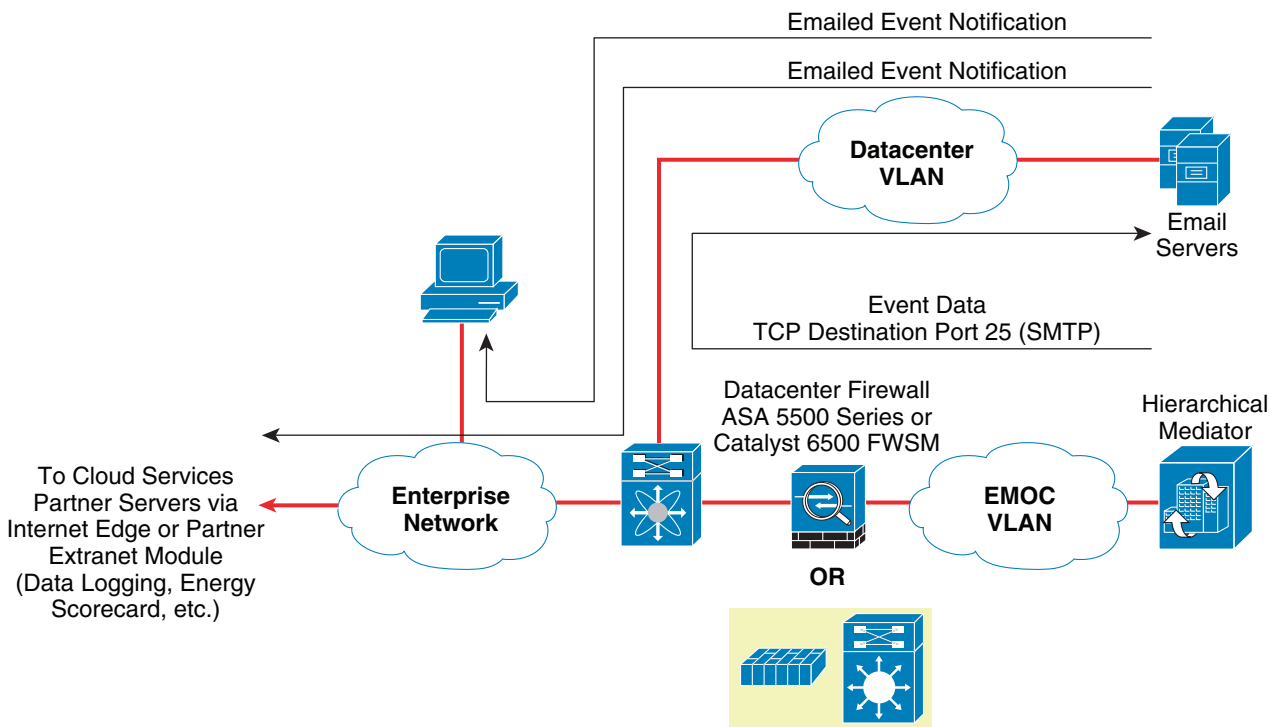 Emailed Event Notification
Emailed Event Notification
Datacenter
VLAN
Email
Servers
Event Data
TCP Destination Port 25 (SMTP)
Datacenter Firewall
ASA 5500 Series or
Catalyst 6500 FWSM
Hierarchical
Mediator
To Cloud Services
Partner Servers via
Internet Edge or Partner
Extranet Module
(Data Logging, Energy
Scorecard, etc.)
Enterprise
Network
EMOC
VLAN
OR